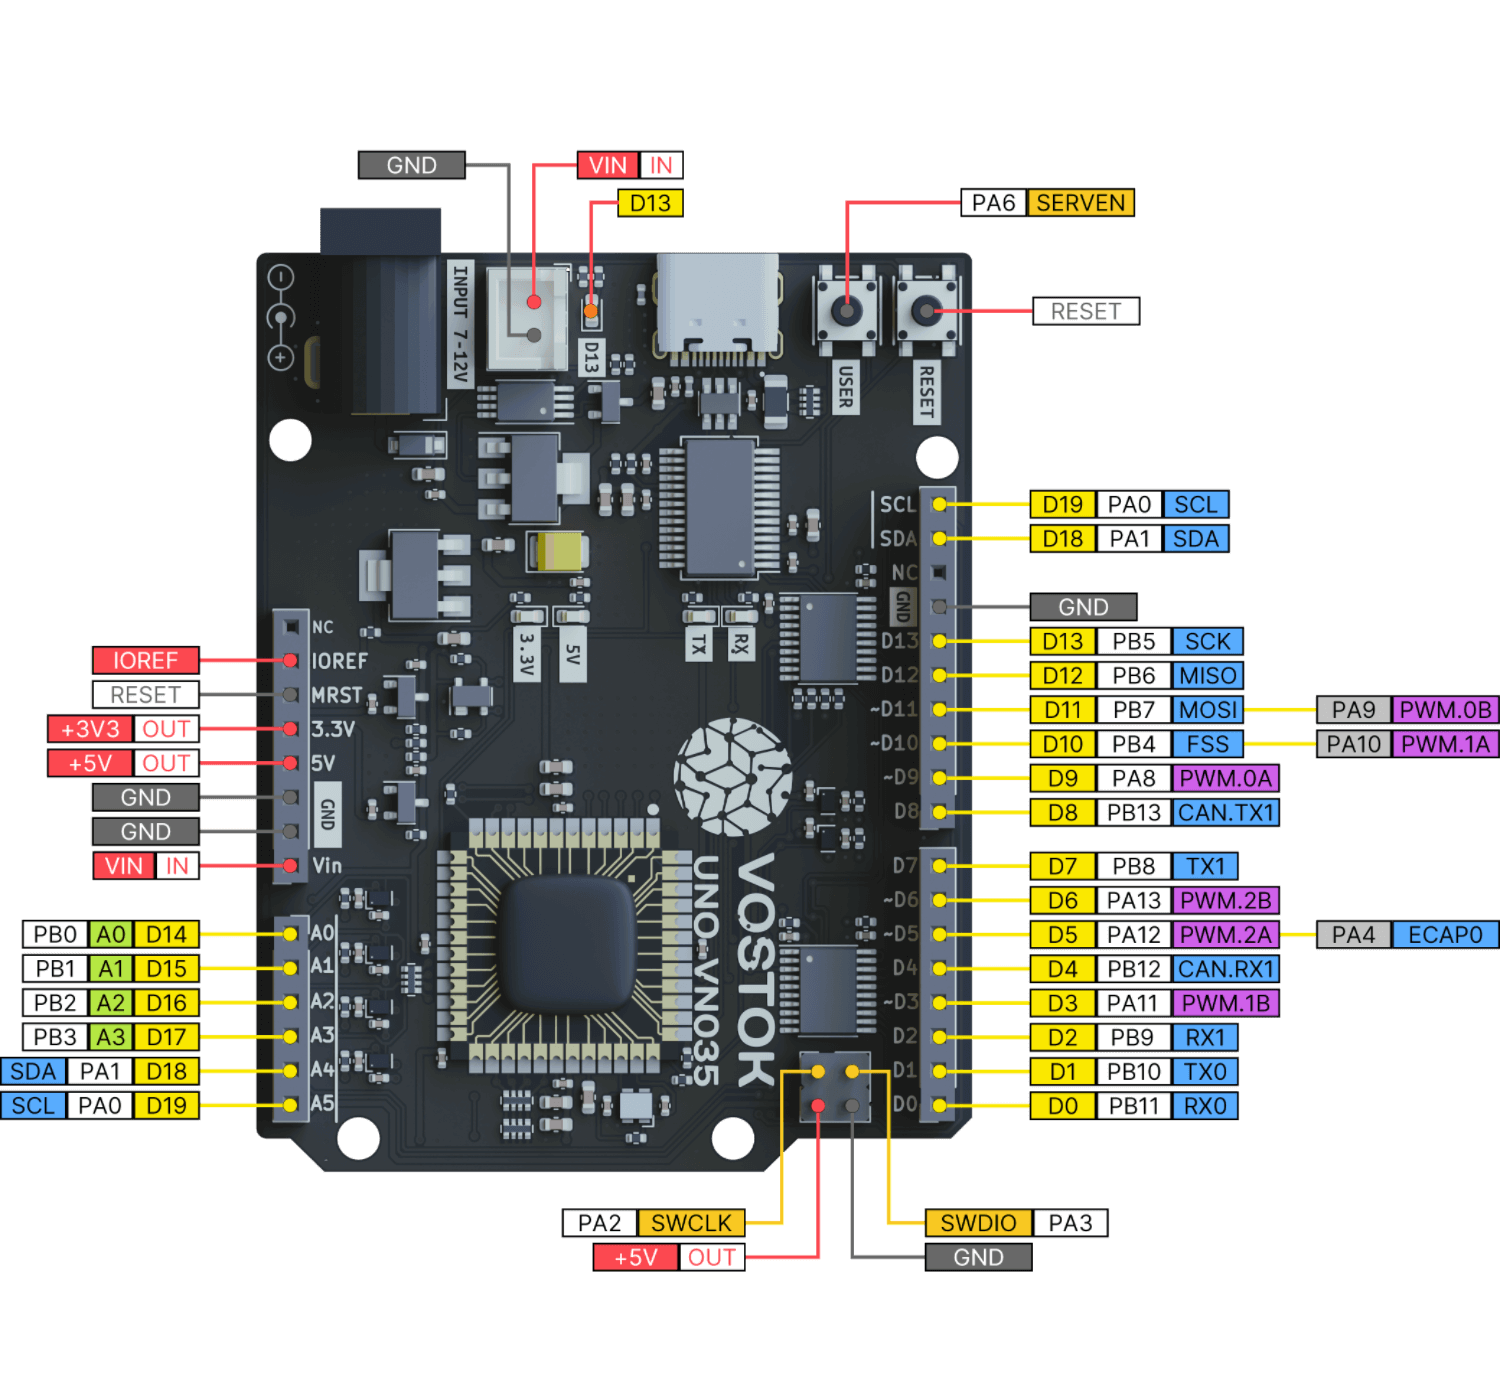 GND
VIN IN
D13
PA6 SERVEN
RESET
INPUT 7-12V
D13
USER
RESET
3.3V
5V
TX
RX
NC
IOREF
MRST
3.3V
5V
GND
Vin
A0
A1
A2
A3
A4
A5
IOREF
RESET
+3V3 OUT
+5V OUT
GND
GND
VIN IN
PB0 A0 D14
PB1 A1 D15
PB2 A2 D16
PB3 A3 D17
SDA PA1 D18
SCL PA0 D19
VOSTOK
UNO-VN035
SCL
SDA
NC
GND
D13
D12
~D11
~D10
~D9
D8
D7
~D6
~D5
D4
~D3
D2
D1
D0
D19 PA0 SCL
D18 PA1 SDA
GND
D13 PB5 SCK
D12 PB6 MISO
D11 PB7 MOSI PA9 PWM.0B
D10 PB4 FSS PA10 PWM.1A
D9 PA8 PWM.0A
D8 PB13 CAN.TX1
D7 PB8 TX1
D6 PA13 PWM.2B
D5 PA12 PWM.2A PA4 ECAP0
D4 PB12 CAN.RX1
D3 PA11 PWM.1B
D2 PB9 RX1
D1 PB10 TX0
D0 PB11 RX0
PA2 SWCLK
+5V OUT
SWDIO PA3
GND